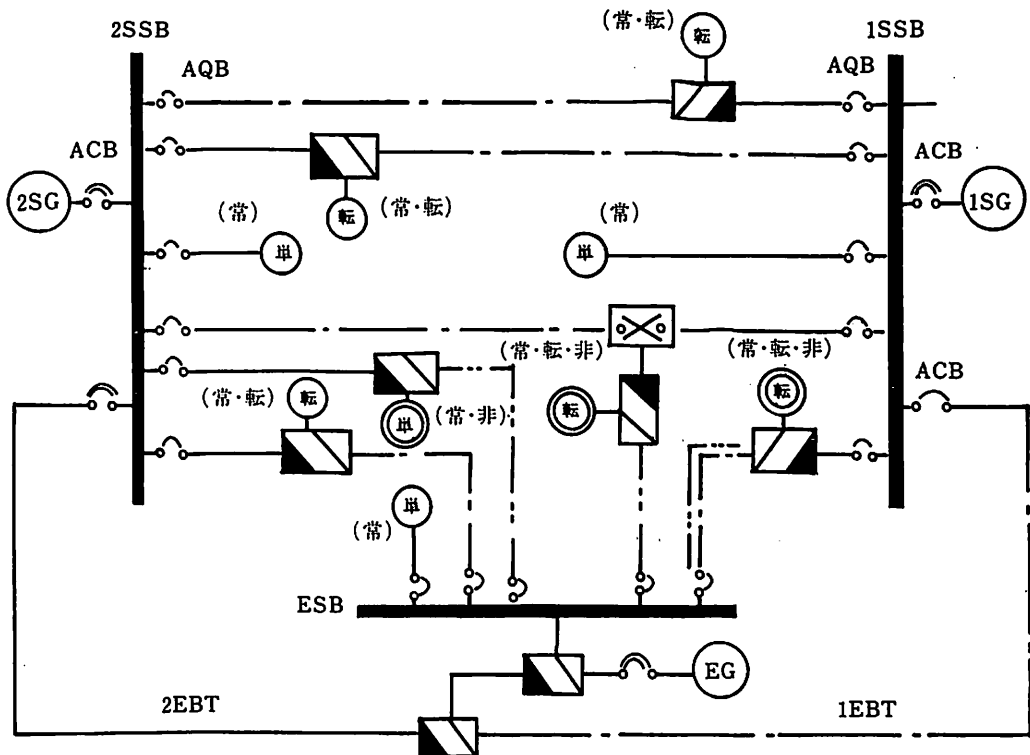 2SSB
(常・転)
転
1SSB
AQB
AQB
ACB
ACB
2SG
転
(常・転)
1SG
(常)
単
(常)
単
(常・転)
転
(常・転・非)
(常・転・非)
転
ACB
単
(常・非)
転
単
(常)
ESB
EG
2EBT
1EBT